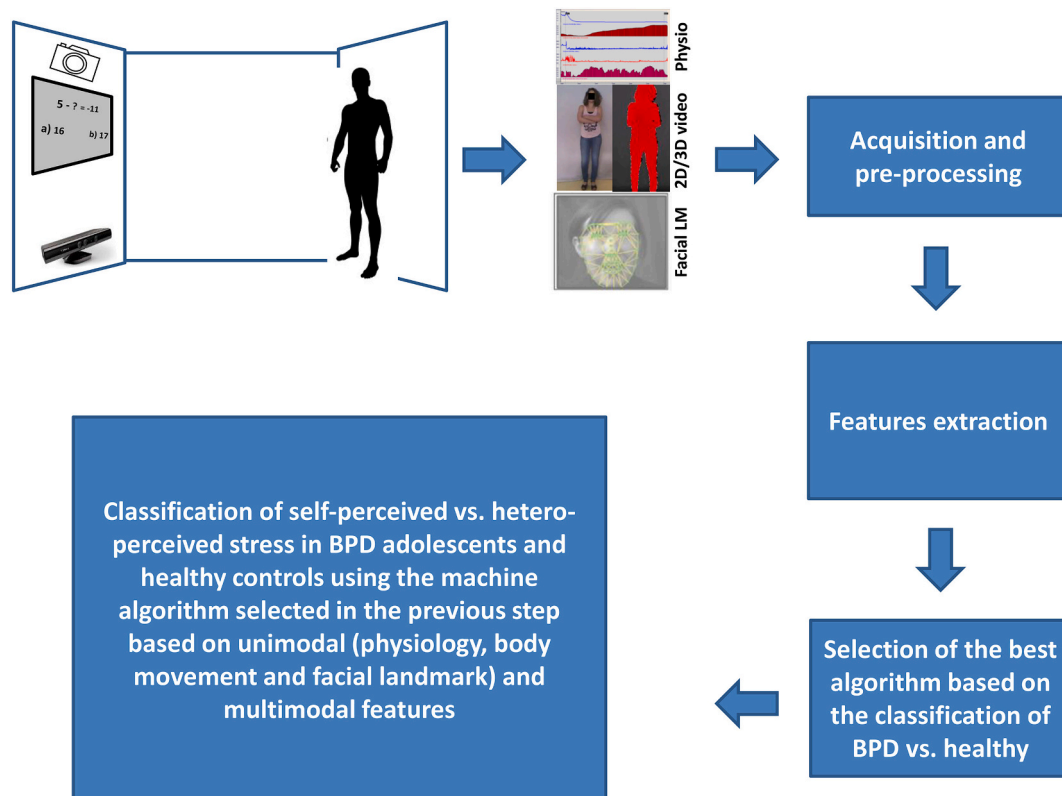 5 - ? = -11
a) 16
b) 17
Physio
2D/3D video
Facial LM
Acquisition and
pre-processing
Features extraction
Selection of the best
algorithm based on
the classification of
BPD vs. healthy
Classification of self-perceived vs. hetero-
perceived stress in BPD adolescents and
healthy controls using the machine
algorithm selected in the previous step
based on unimodal (physiology, body
movement and facial landmark) and
multimodal features